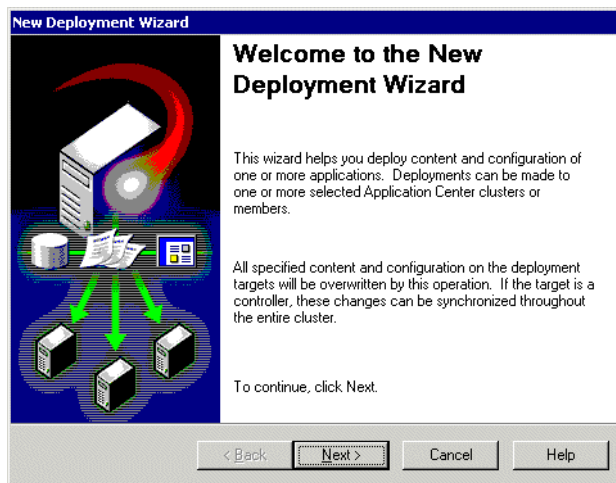 New Deployment Wizard
Welcome to the New
Deployment Wizard
This wizard helps you deploy content and configuration of
one or more applications. Deployments can be made to
one or more selected Application Center clusters or
members.
All specified content and configuration on the deployment
targets will be overwritten by this operation. If the target is a
controller, these changes can be synchronized throughout
the entire cluster.
To continue, click Next.
< Back
Next >
Cancel
Help